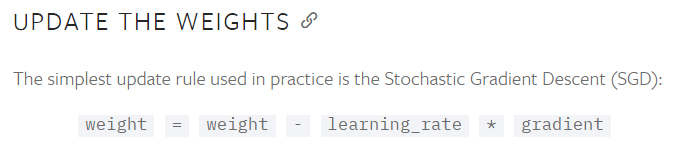 UPDATE THE WEIGHTS
The simplest update rule used in practice is the Stochastic Gradient Descent (SGD):
weight = weight - learning_rate * gradient